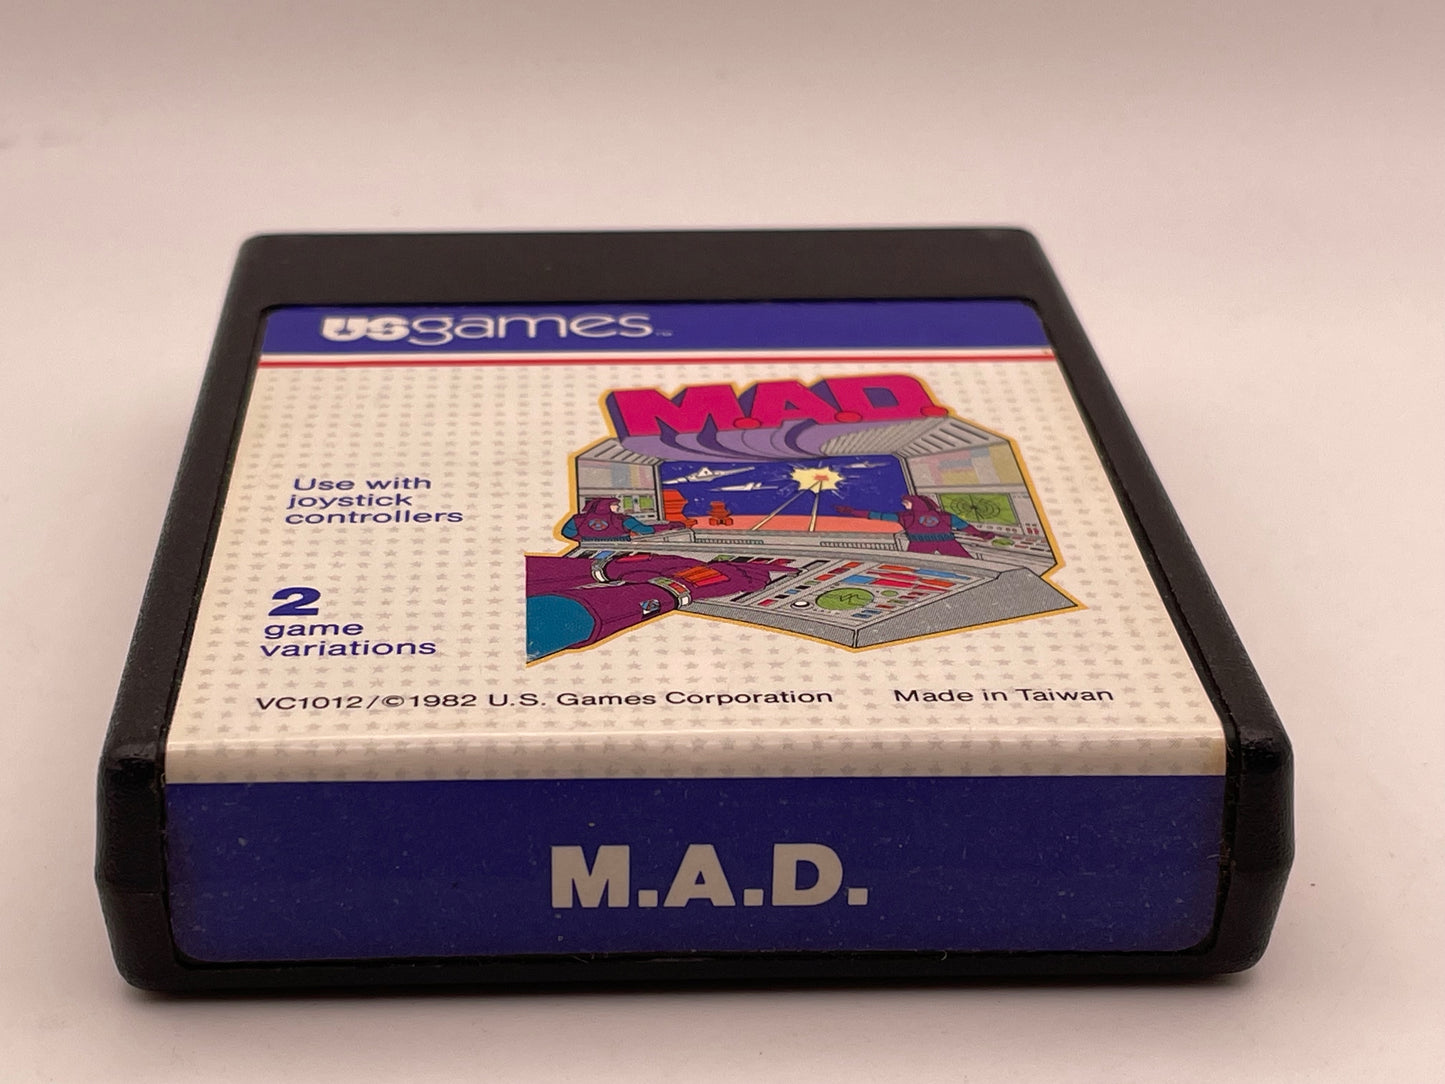 usgames
M.A.D.
Use with
joystick
controllers
2
game
variations
VC1012/©1982 U.S. Games Corporation Made in Taiwan
M.A.D.